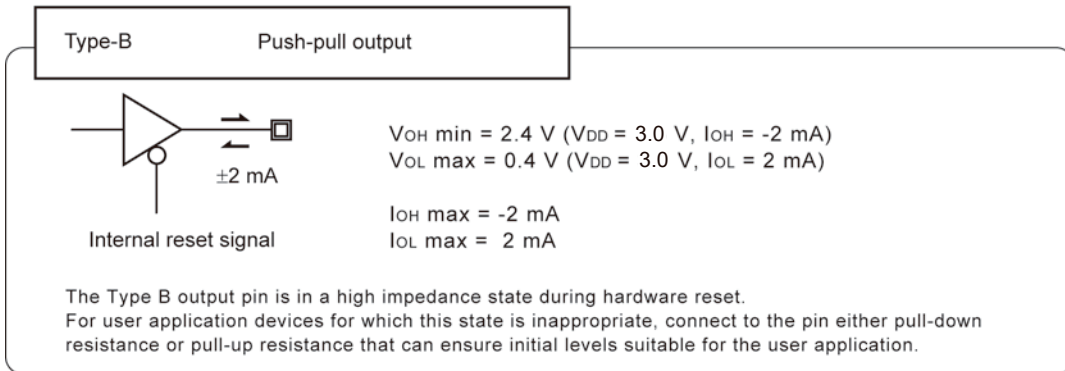 Type-B Push-pull output
±2 mA
Internal reset signal
VOH min = 2.4 V (VDD = 3.0 V, IOH = -2 mA)
VOL max = 0.4 V (VDD = 3.0 V, IOL = 2 mA)
IOH max = -2 mA
IOL max = 2 mA
The Type B output pin is in a high impedance state during hardware reset.
For user application devices for which this state is inappropriate, connect to the pin either pull-down
resistance or pull-up resistance that can ensure initial levels suitable for the user application.